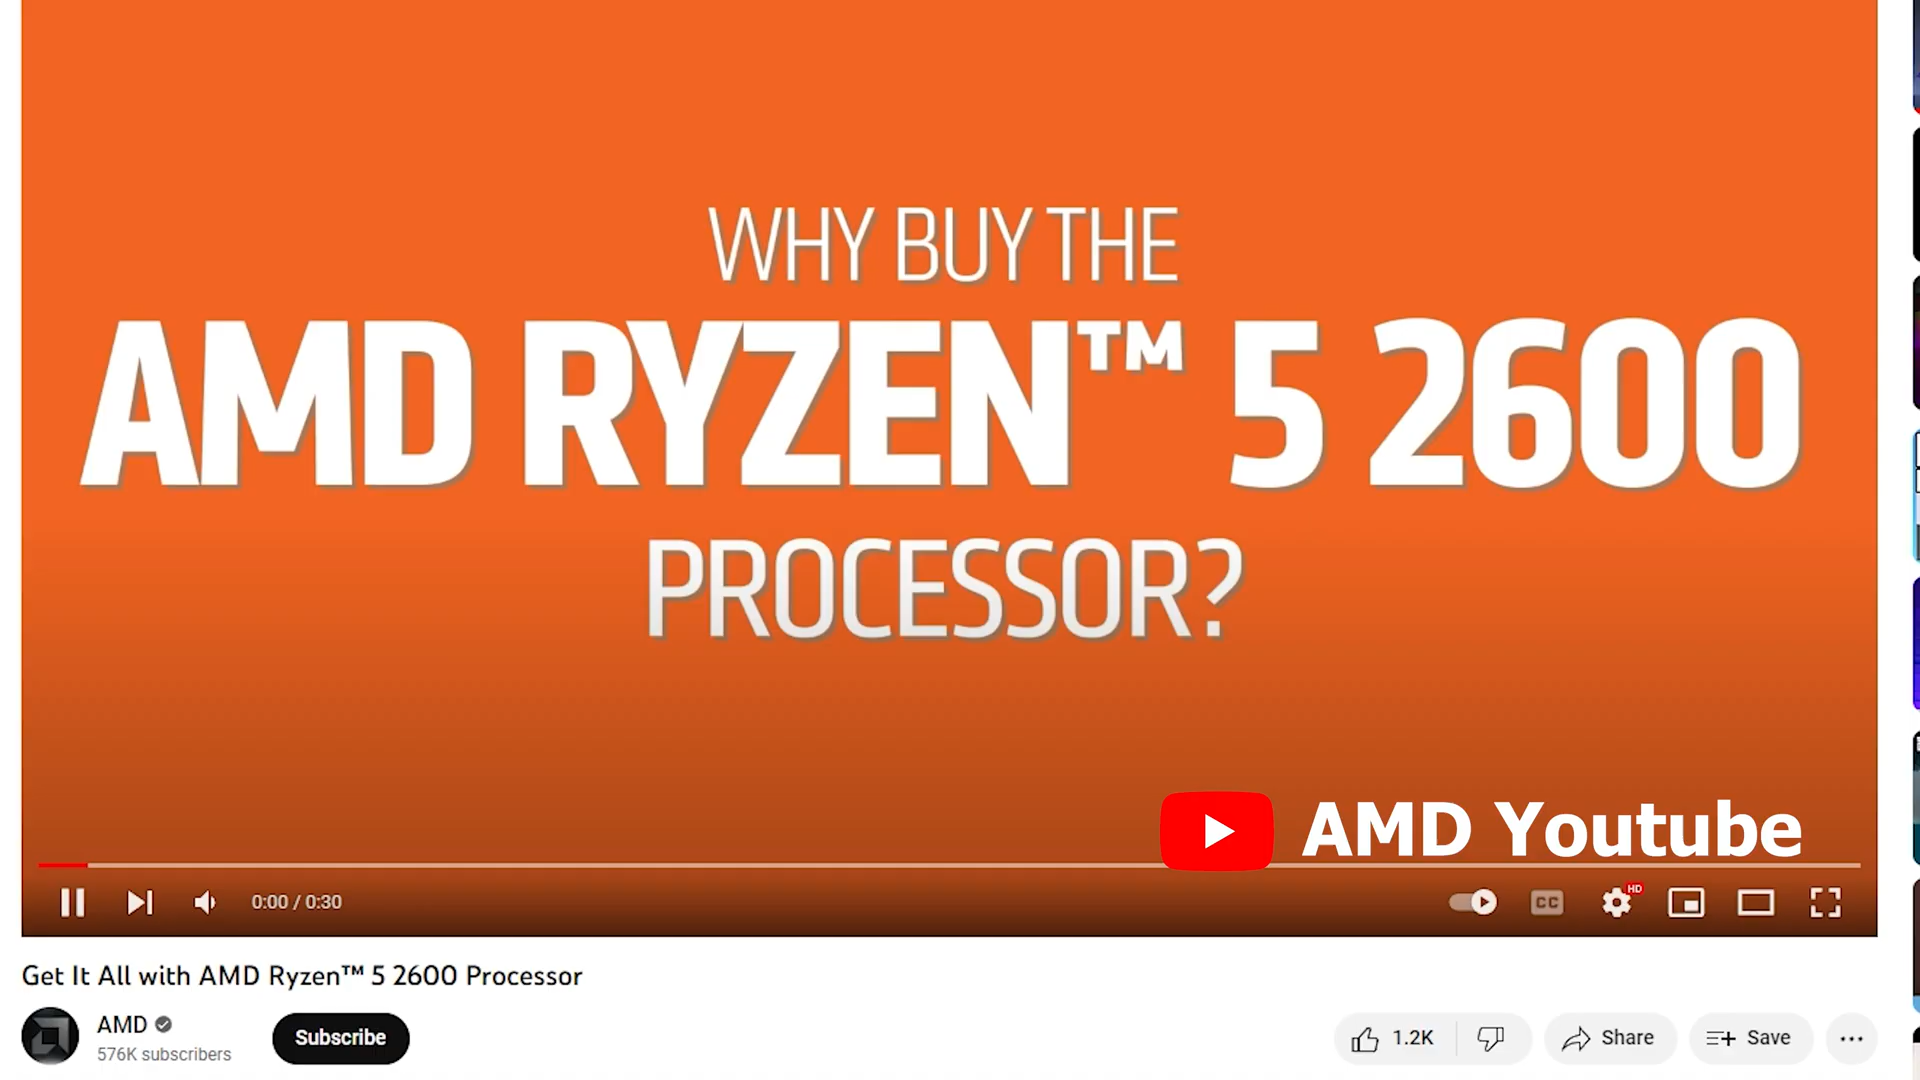 WHY BUY THE
AMD RYZEN™ 5 2600
PROCESSOR?
AMD Youtube
0:00 / 0:30
CC
HD
Get It All with AMD Ryzen™ 5 2600 Processor
AMD
576K subscribers
Subscribe
1.2K
Share
Save